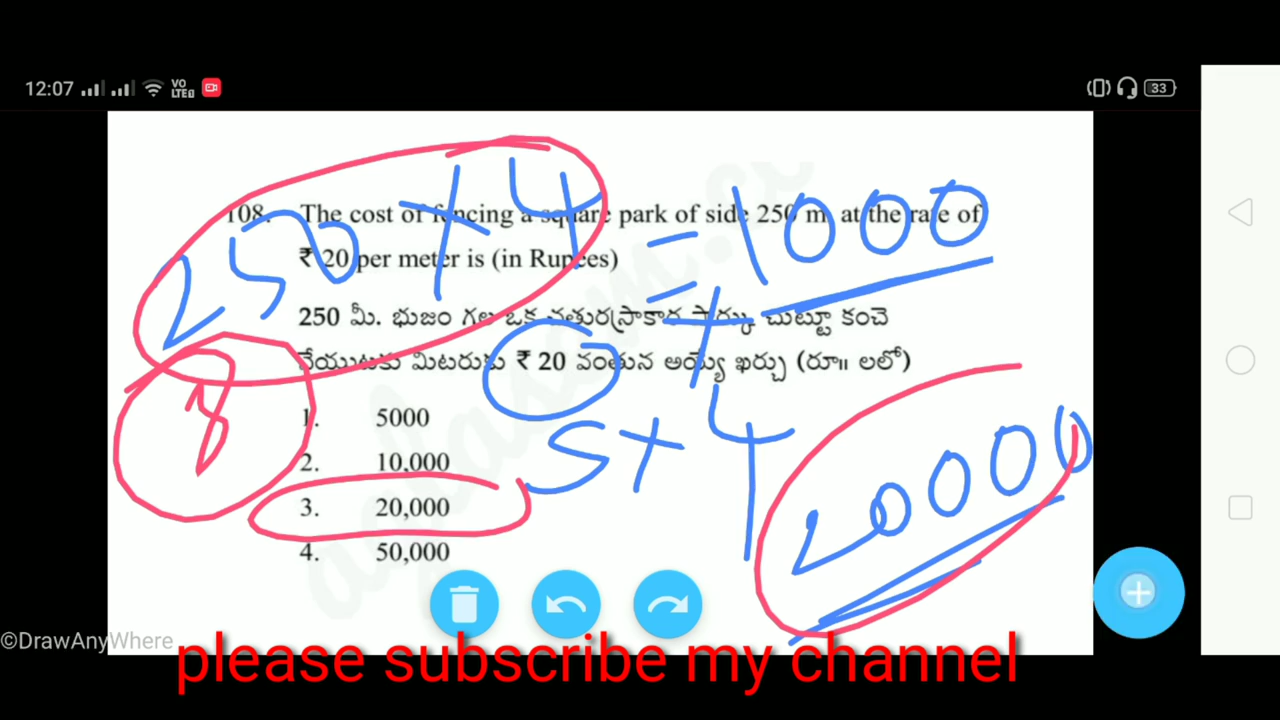 12:07 VO LTE 33
108. The cost of fencing a square park of side 250 m, at the rate of
₹ 20 per meter is (in Rupees)
250 × 4 = 1000
250 మీ. భుజం గల ఒక చతురస్రాకార పార్కు చుట్టూ కంచె
వేయుటకు మిటరుకు ₹ 20 వంతున అయ్యే ఖర్చు (రూ॥ లలో)
1. 5000
2. 10,000
3. 20,000
4. 50,000
S × 4
20000
©DrawAnyWhere
please subscribe my channel